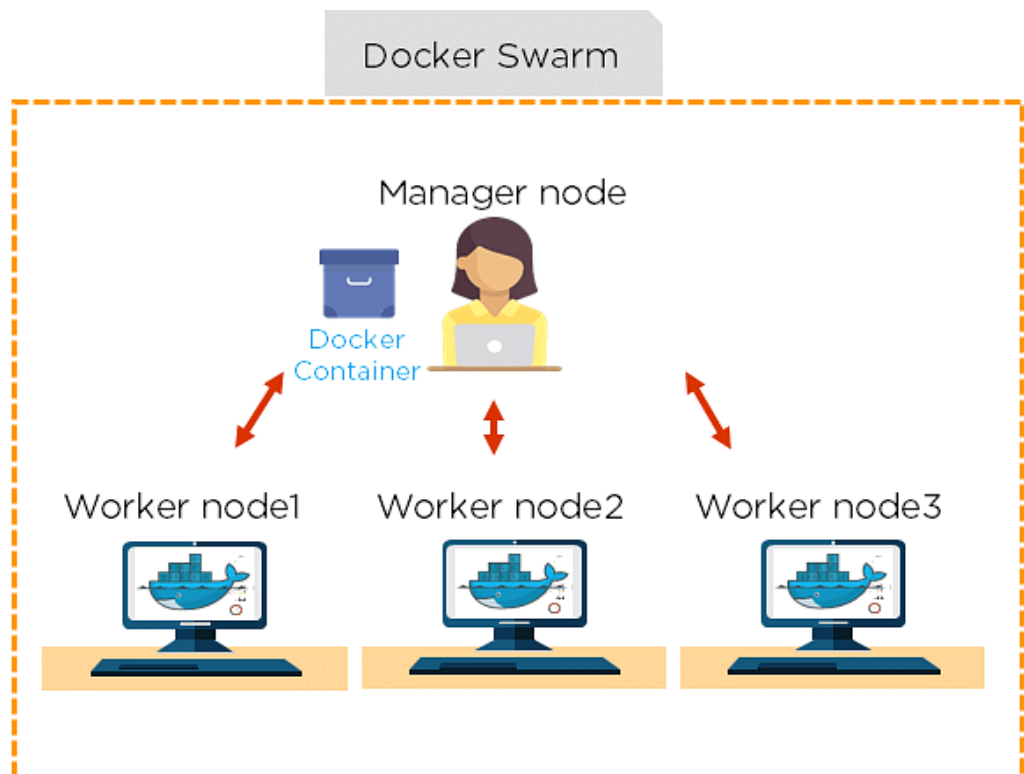 Docker Swarm
Manager node
Docker
Container
Worker node1
Worker node2
Worker node3